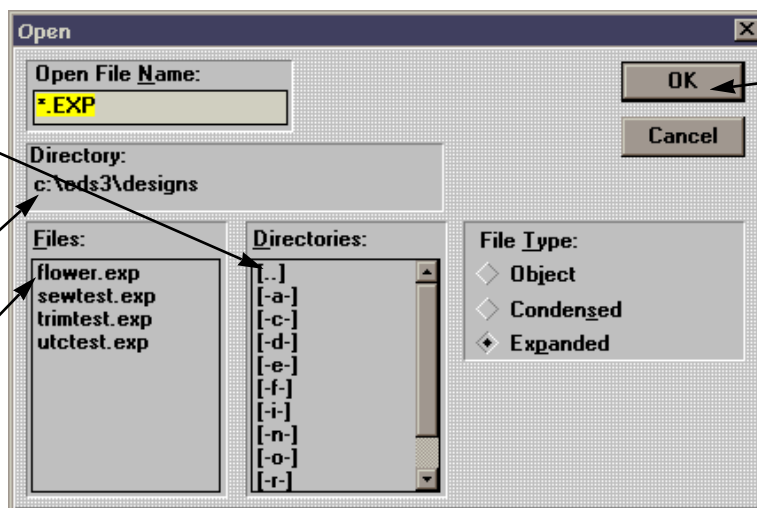 Open
Open File Name:
*.EXP
OK
Cancel
Directory:
c:\eds3\designs
Files:
flower.exp
sewtest.exp
trimtest.exp
utctest.exp
Directories:
[..]
[-a-]
[-c-]
[-d-]
[-e-]
[-f-]
[-i-]
[-n-]
[-o-]
[-r-]
File Type:
Object
Condensed
Expanded